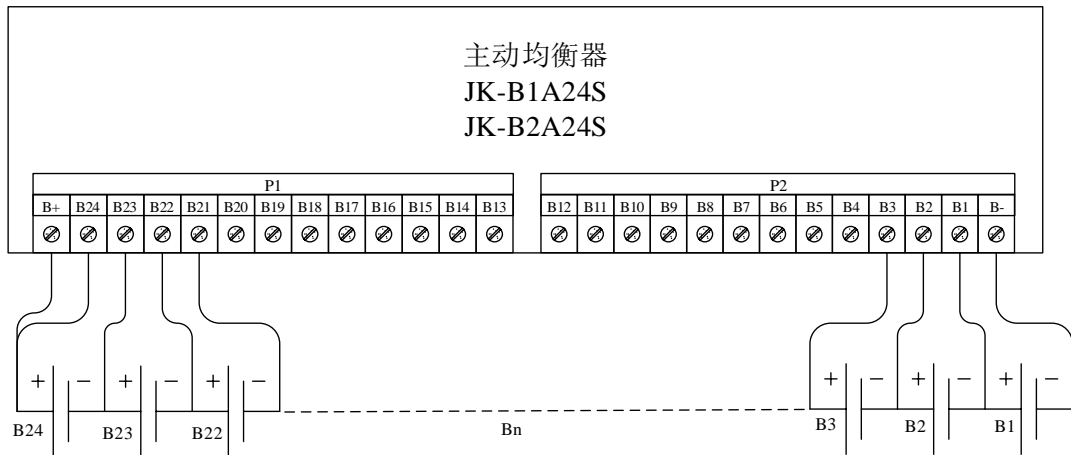 主动均衡器
JK-B1A24S
JK-B2A24S
P1 P2
B+ B24 B23 B22 B21 B20 B19 B18 B17 B16 B15 B14 B13 B12 B11 B10 B9 B8 B7 B6 B5 B4 B3 B2 B1 B-
+ − + − + − + − + − + −
B24 B23 B22 Bn B3 B2 B1